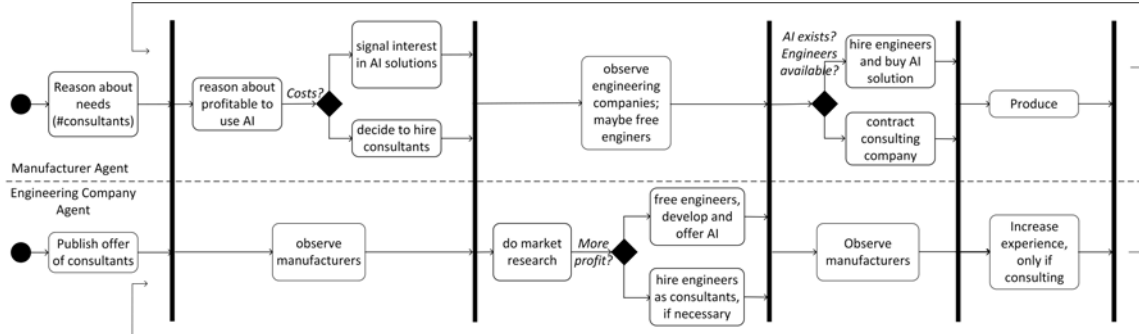 Reason about
needs
(#consultants)
reason about
profitable to
use AI
Costs?
signal interest
in AI solutions
decide to hire
consultants
observe
engineering
companies;
maybe free
enginers
AI exists?
Engineers
available?
hire engineers
and buy AI
solution
contract
consulting
company
Produce
Manufacturer Agent
Engineering Company
Agent
Publish offer
of consultants
observe
manufacturers
do market
research
More
profit?
free engineers,
develop and
offer AI
hire engineers
as consultants,
if necessary
Observe
manufacturers
Increase
experience,
only if
consulting